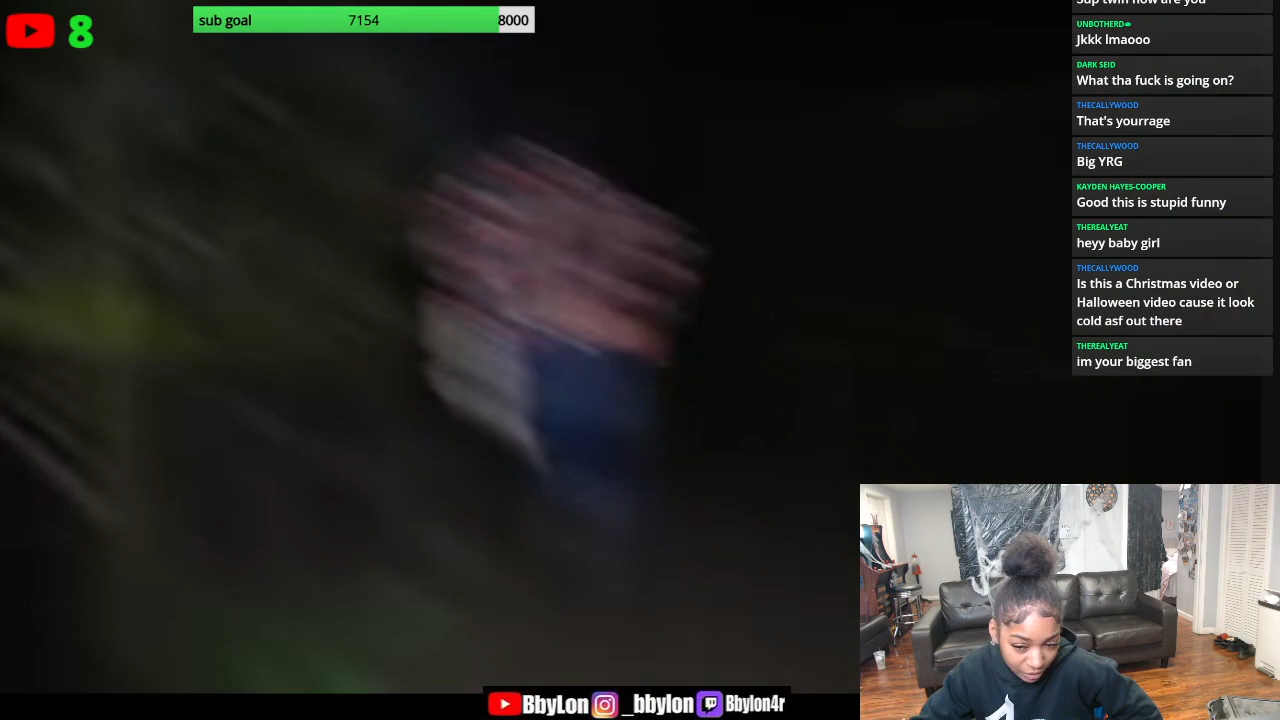 8
sub goal 7154 8000
UNBOTHERD
Jkkk lmaooo
DARK SEID
What tha fuck is going on?
THECALLYWOOD
That's yourrage
THECALLYWOOD
Big YRG
KAYDEN HAYES-COOPER
Good this is stupid funny
THEREALYEAT
heyy baby girl
THECALLYWOOD
Is this a Christmas video or
Halloween video cause it look
cold asf out there
THEREALYEAT
im your biggest fan
BbyLon _bbylon Bbylon4r